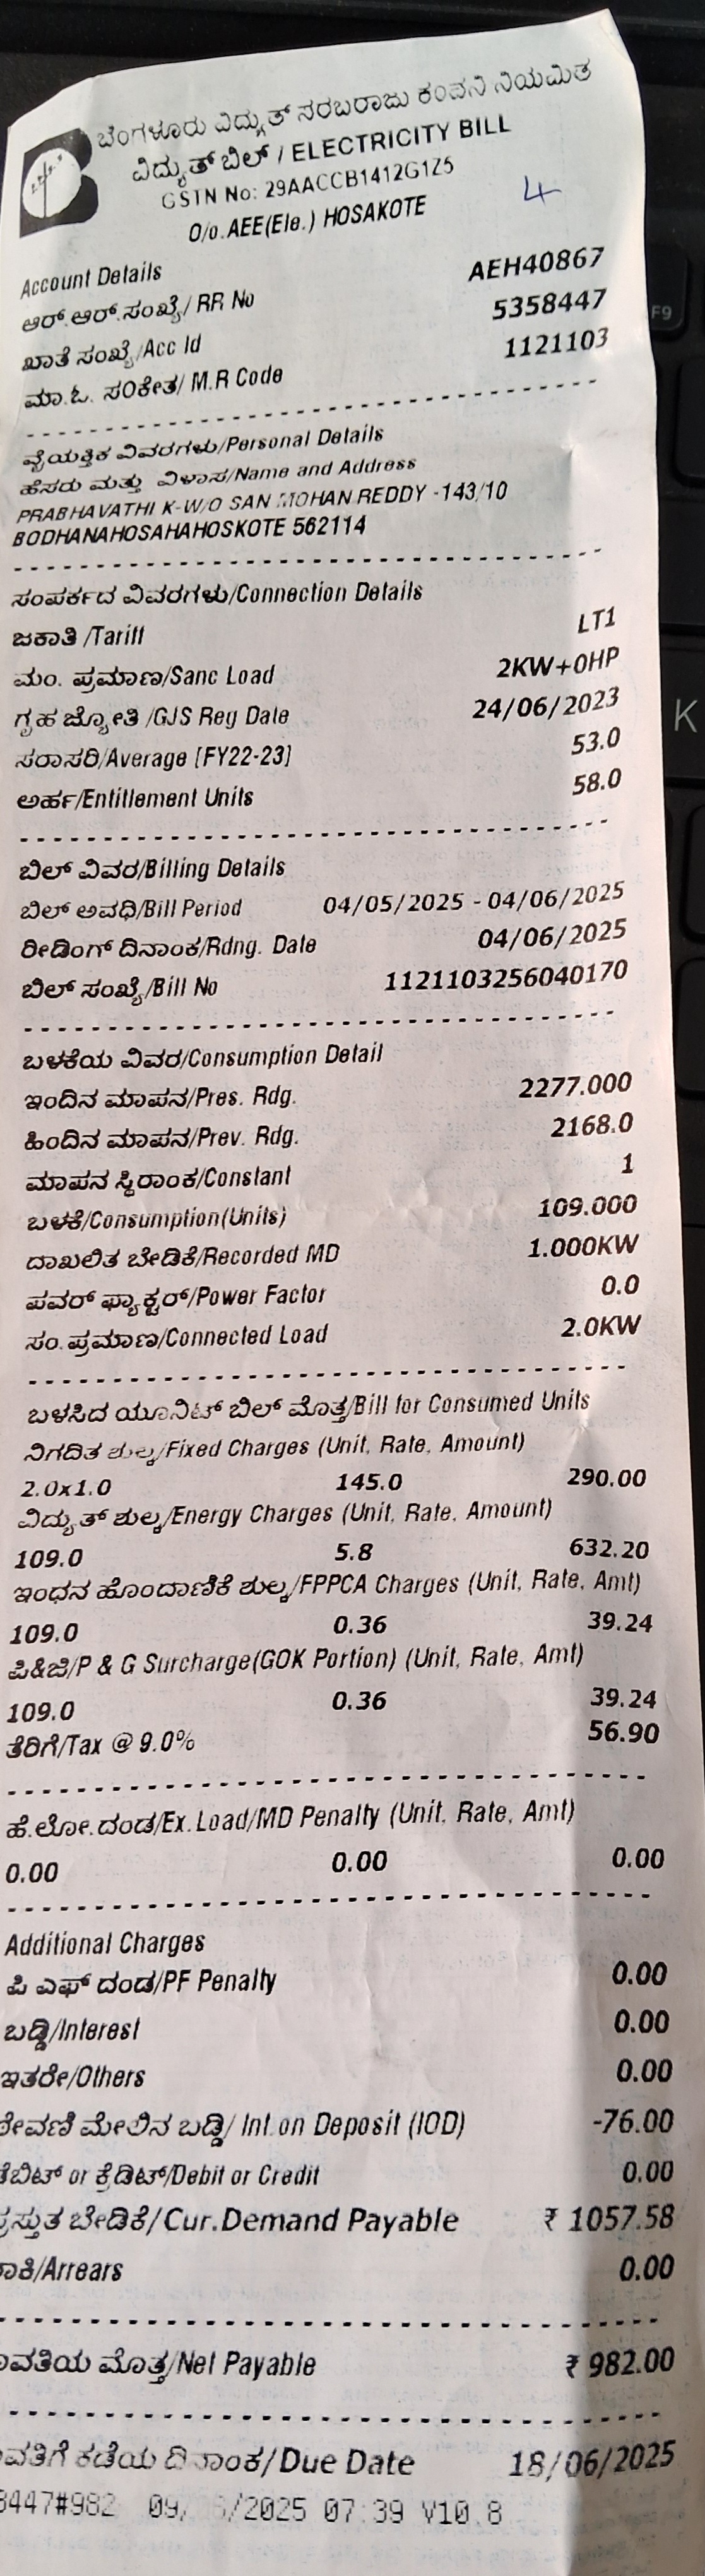 ಬೆಂಗಳೂರು ವಿದ್ಯುತ್ ಸರಬರಾಜು ಕಂಪನಿ ನಿಯಮಿತ
ವಿದ್ಯುತ್ ಬಿಲ್ / ELECTRICITY BILL
GSTN No: 29AACCB1412G1Z5
4
O/o.AEE(Ele.) HOSAKOTE
Account Details
ಆರ್.ಆರ್.ಸಂಖ್ಯೆ/ RR No AEH40867
ಖಾತೆ ಸಂಖ್ಯೆ/Acc Id 5358447
ಮಾ.ಓ. ಸಂಕೇತ/ M.R Code 1121103
ವೈಯಕ್ತಿಕ ವಿವರಗಳು/Personal Details
ಹೆಸರು ಮತ್ತು ವಿಳಾಸ/Name and Address
PRABHAVATHI K-W/O SAN MOHAN REDDY -143/10
BODHANAHOSAHAHOSKOTE 562114
ಸಂಪರ್ಕದ ವಿವರಗಳು/Connection Details
ಜಕಾತಿ /Tariff LT1
ಮಂ. ಪ್ರಮಾಣ/Sanc Load 2KW+0HP
ಗೃಹ ಜ್ಯೋತಿ /GJS Reg Date 24/06/2023
ಸರಾಸರಿ/Average [FY22-23] 53.0
ಅರ್ಹ/Entitlement Units 58.0
ಬಿಲ್ ವಿವರ/Billing Details
ಬಿಲ್ ಅವಧಿ/Bill Period 04/05/2025 - 04/06/2025
ರೀಡಿಂಗ್ ದಿನಾಂಕ/Rdng. Date 04/06/2025
ಬಿಲ್ ಸಂಖ್ಯೆ/Bill No 1121103256040170
ಬಳಕೆಯ ವಿವರ/Consumption Detail
ಇಂದಿನ ಮಾಪನ/Pres. Rdg. 2277.000
ಹಿಂದಿನ ಮಾಪನ/Prev. Rdg. 2168.0
ಮಾಪನ ಸ್ಥಿರಾಂಕ/Constant 1
ಬಳಕೆ/Consumption(Units) 109.000
ದಾಖಲಿತ ಬೇಡಿಕೆ/Recorded MD 1.000KW
ಪವರ್ ಫ್ಯಾಕ್ಟರ್/Power Factor 0.0
ಸಂ.ಪ್ರಮಾಣ/Connected Load 2.0KW
ಬಳಸಿದ ಯೂನಿಟ್ ಬಿಲ್ ಮೊತ್ತ/Bill for Consumed Units
ನಿಗದಿತ ಶುಲ್ಕ/Fixed Charges (Unit, Rate, Amount)
2.0x1.0 145.0 290.00
ವಿದ್ಯುತ್ ಶುಲ್ಕ/Energy Charges (Unit, Rate, Amount)
109.0 5.8 632.20
ಇಂಧನ ಹೊಂದಾಣಿಕೆ ಶುಲ್ಕ/FPPCA Charges (Unit, Rate, Amt)
109.0 0.36 39.24
ಪಿ&ಜಿ/P & G Surcharge(GOK Portion) (Unit, Rate, Amt)
109.0 0.36 39.24
ತೆರಿಗೆ/Tax @ 9.0% 56.90
ಹೆ.ಲೋ.ದಂಡ/Ex.Load/MD Penalty (Unit, Rate, Amt)
0.00 0.00 0.00
Additional Charges
ಪಿ ಎಫ್ ದಂಡ/PF Penalty 0.00
ಬಡ್ಡಿ/Interest 0.00
ಇತರೇ/Others 0.00
ಠೇವಣಿ ಮೇಲಿನ ಬಡ್ಡಿ/ Int on Deposit (IOD) -76.00
ಡೆಬಿಟ್ or ಕ್ರೆಡಿಟ್/Debit or Credit 0.00
ಪ್ರಸ್ತುತ ಬೇಡಿಕೆ/Cur.Demand Payable ₹ 1057.58
ಬಾಕಿ/Arrears 0.00
ಪಾವತಿಯ ಮೊತ್ತ/Net Payable ₹ 982.00
ಪಾವತಿಗೆ ಕಡೆಯ ದಿನಾಂಕ/Due Date 18/06/2025
8447#982 /2025 07:39 V10.8
F9
K